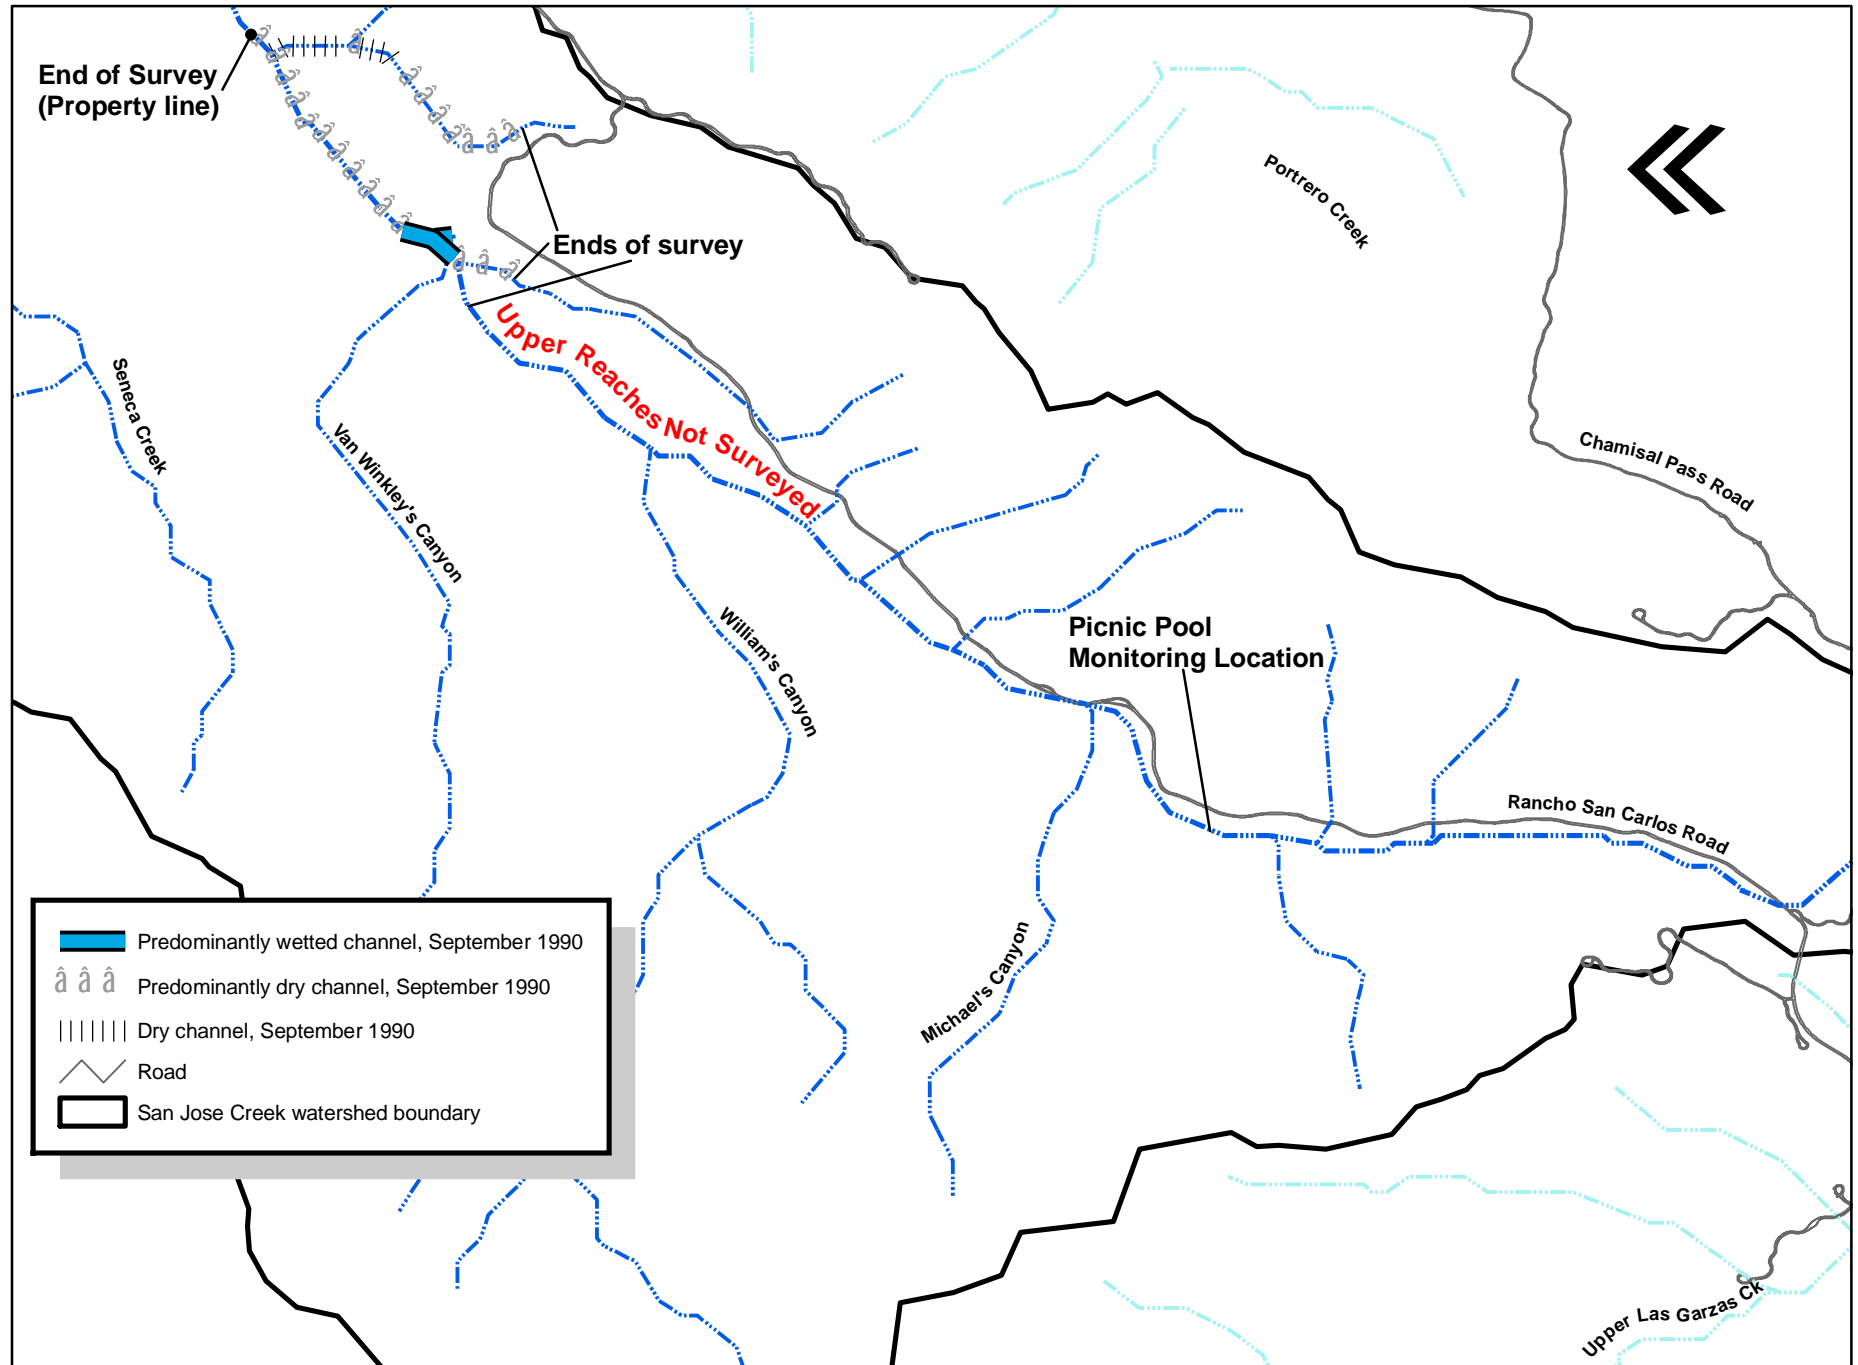 End of Survey
(Property line)
Ends of survey
Portrero Creek
Upper Reaches Not Surveyed
Seneca Creek
Van Winkley's Canyon
Chamisal Pass Road
William's Canyon
Picnic Pool
Monitoring Location
Rancho San Carlos Road
Michael's Canyon
Upper Las Garzas Ck
Predominantly wetted channel, September 1990
â â â Predominantly dry channel, September 1990
Dry channel, September 1990
Road
San Jose Creek watershed boundary